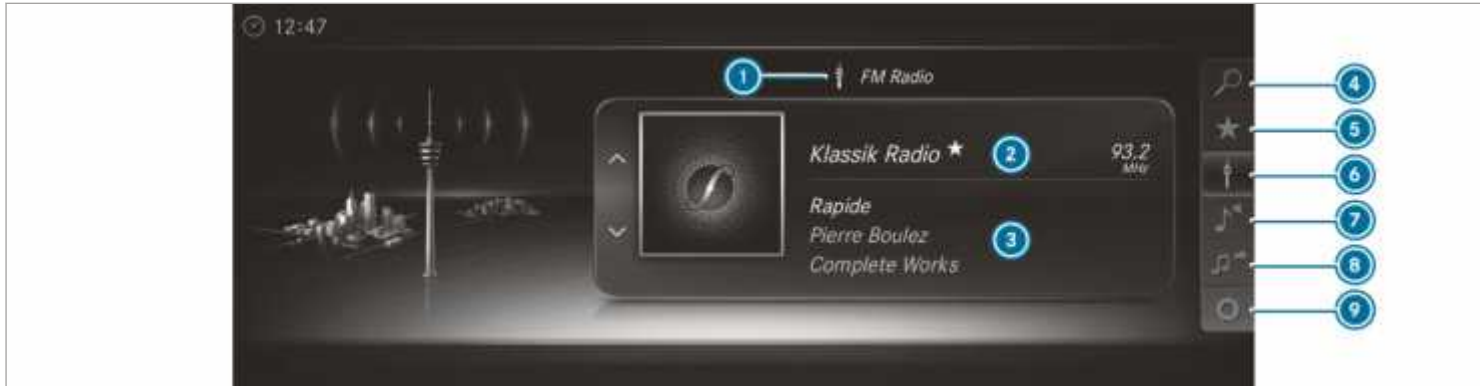 12:47
1
FM Radio
Klassik Radio ★ 2 93.2 MHz
Rapide
Pierre Boulez
3
Complete Works
4
5
6
7
8
9